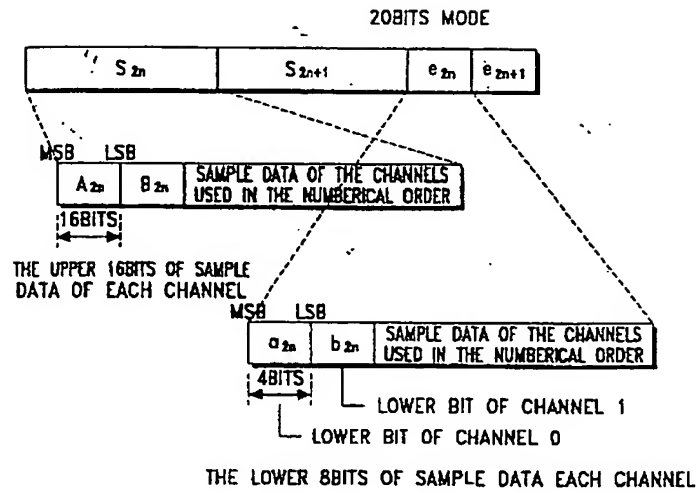 20BITS MODE
S2n S2n+1 e2n e2n+1
MSB LSB
A2n B2n SAMPLE DATA OF THE CHANNELS
USED IN THE NUMBERICAL ORDER
16BITS
THE UPPER 16BITS OF SAMPLE
DATA OF EACH CHANNEL
MSB LSB
a2n b2n SAMPLE DATA OF THE CHANNELS
USED IN THE NUMBERICAL ORDER
4BITS
LOWER BIT OF CHANNEL 1
LOWER BIT OF CHANNEL 0
THE LOWER 8BITS OF SAMPLE DATA EACH CHANNEL